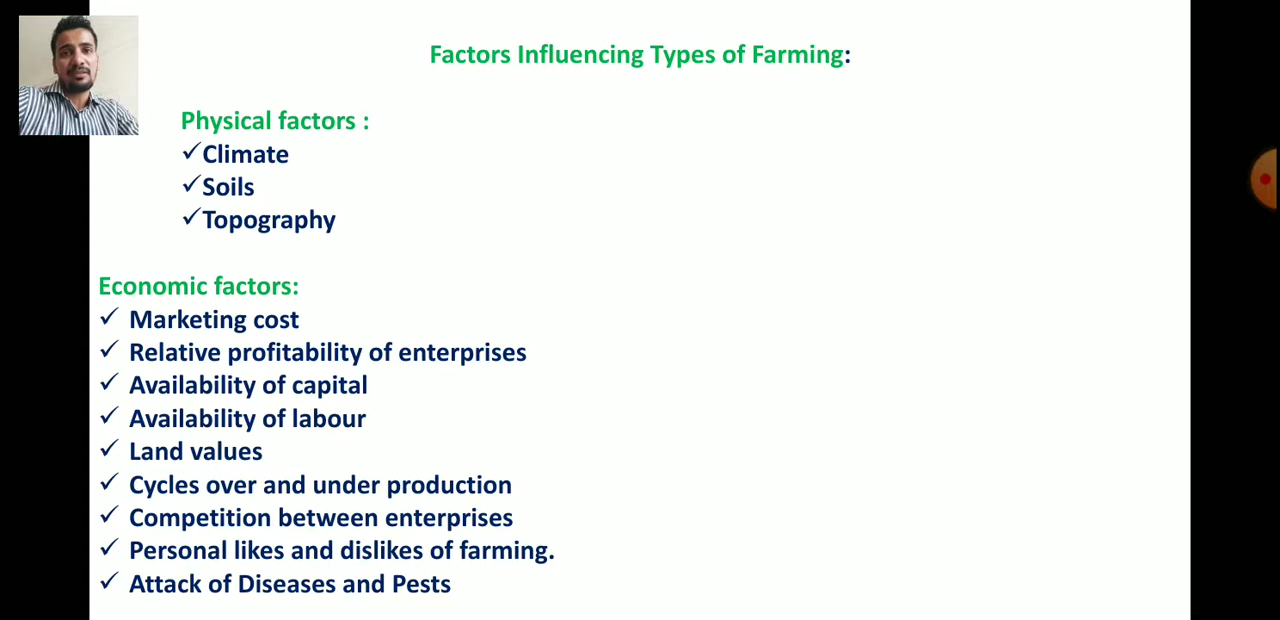 Factors Influencing Types of Farming:
Physical factors :
✓Climate
✓Soils
✓Topography
Economic factors:
✓ Marketing cost
✓ Relative profitability of enterprises
✓ Availability of capital
✓ Availability of labour
✓ Land values
✓ Cycles over and under production
✓ Competition between enterprises
✓ Personal likes and dislikes of farming.
✓ Attack of Diseases and Pests